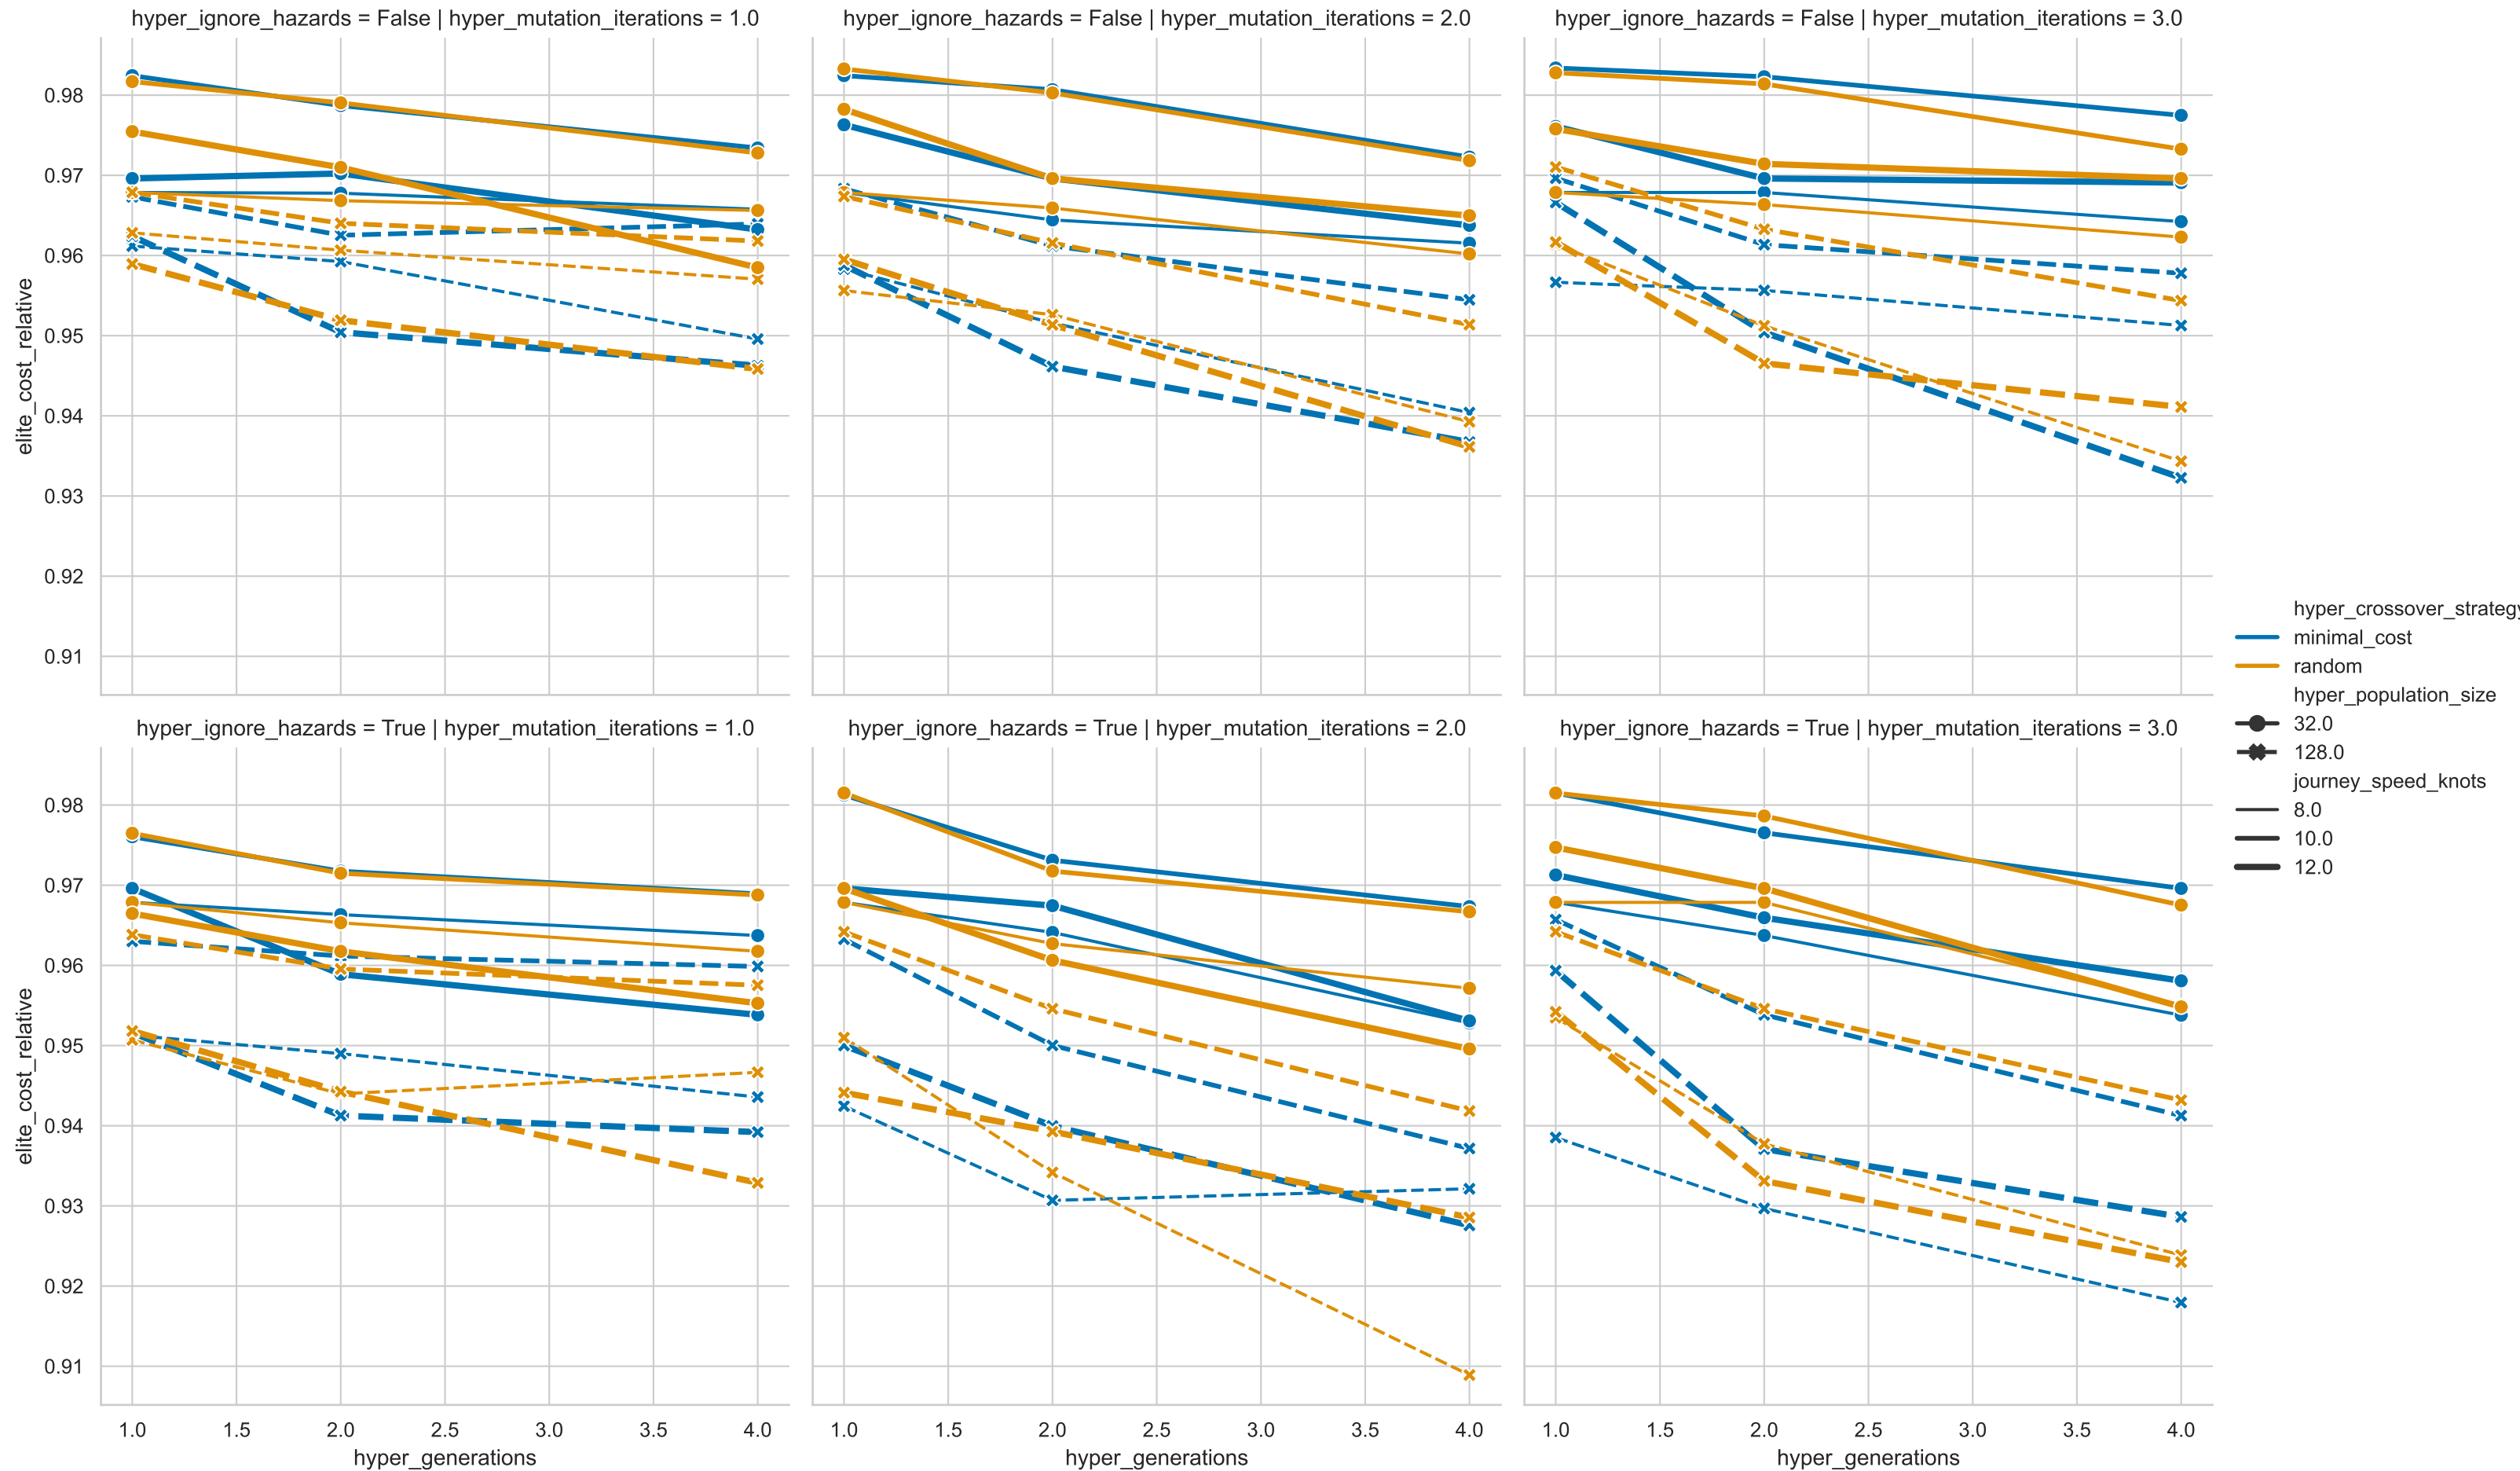 hyper_ignore_hazards = False | hyper_mutation_iterations = 1.0
hyper_ignore_hazards = False | hyper_mutation_iterations = 2.0
hyper_ignore_hazards = False | hyper_mutation_iterations = 3.0
0.98
0.97
0.96
0.95
0.94
0.93
0.92
0.91
elite_cost_relative
hyper_ignore_hazards = True | hyper_mutation_iterations = 1.0
hyper_ignore_hazards = True | hyper_mutation_iterations = 2.0
hyper_ignore_hazards = True | hyper_mutation_iterations = 3.0
0.98
0.97
0.96
0.95
0.94
0.93
0.92
0.91
elite_cost_relative
1.0 1.5 2.0 2.5 3.0 3.5 4.0
1.0 1.5 2.0 2.5 3.0 3.5 4.0
1.0 1.5 2.0 2.5 3.0 3.5 4.0
hyper_generations
hyper_generations
hyper_generations
hyper_crossover_strategy
minimal_cost
random
hyper_population_size
32.0
128.0
journey_speed_knots
8.0
10.0
12.0